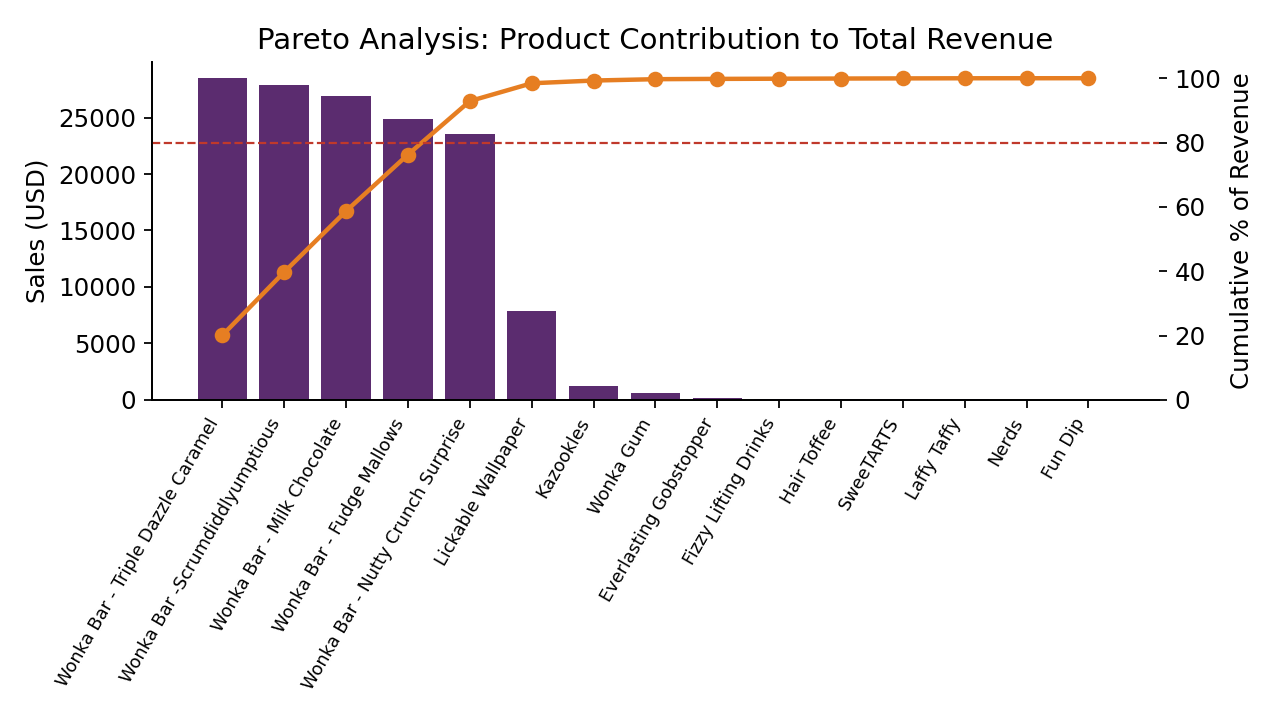 Pareto Analysis: Product Contribution to Total Revenue
Sales (USD)
25000
20000
15000
10000
5000
0
100
80
60
40
20
0
Cumulative % of Revenue
Wonka Bar - Triple Dazzle Caramel
Wonka Bar -Scrumdiddlyumptious
Wonka Bar - Milk Chocolate
Wonka Bar - Fudge Mallows
Wonka Bar - Nutty Crunch Surprise
Lickable Wallpaper
Kazookles
Wonka Gum
Everlasting Gobstopper
Fizzy Lifting Drinks
Hair Toffee
SweeTARTS
Laffy Taffy
Nerds
Fun Dip